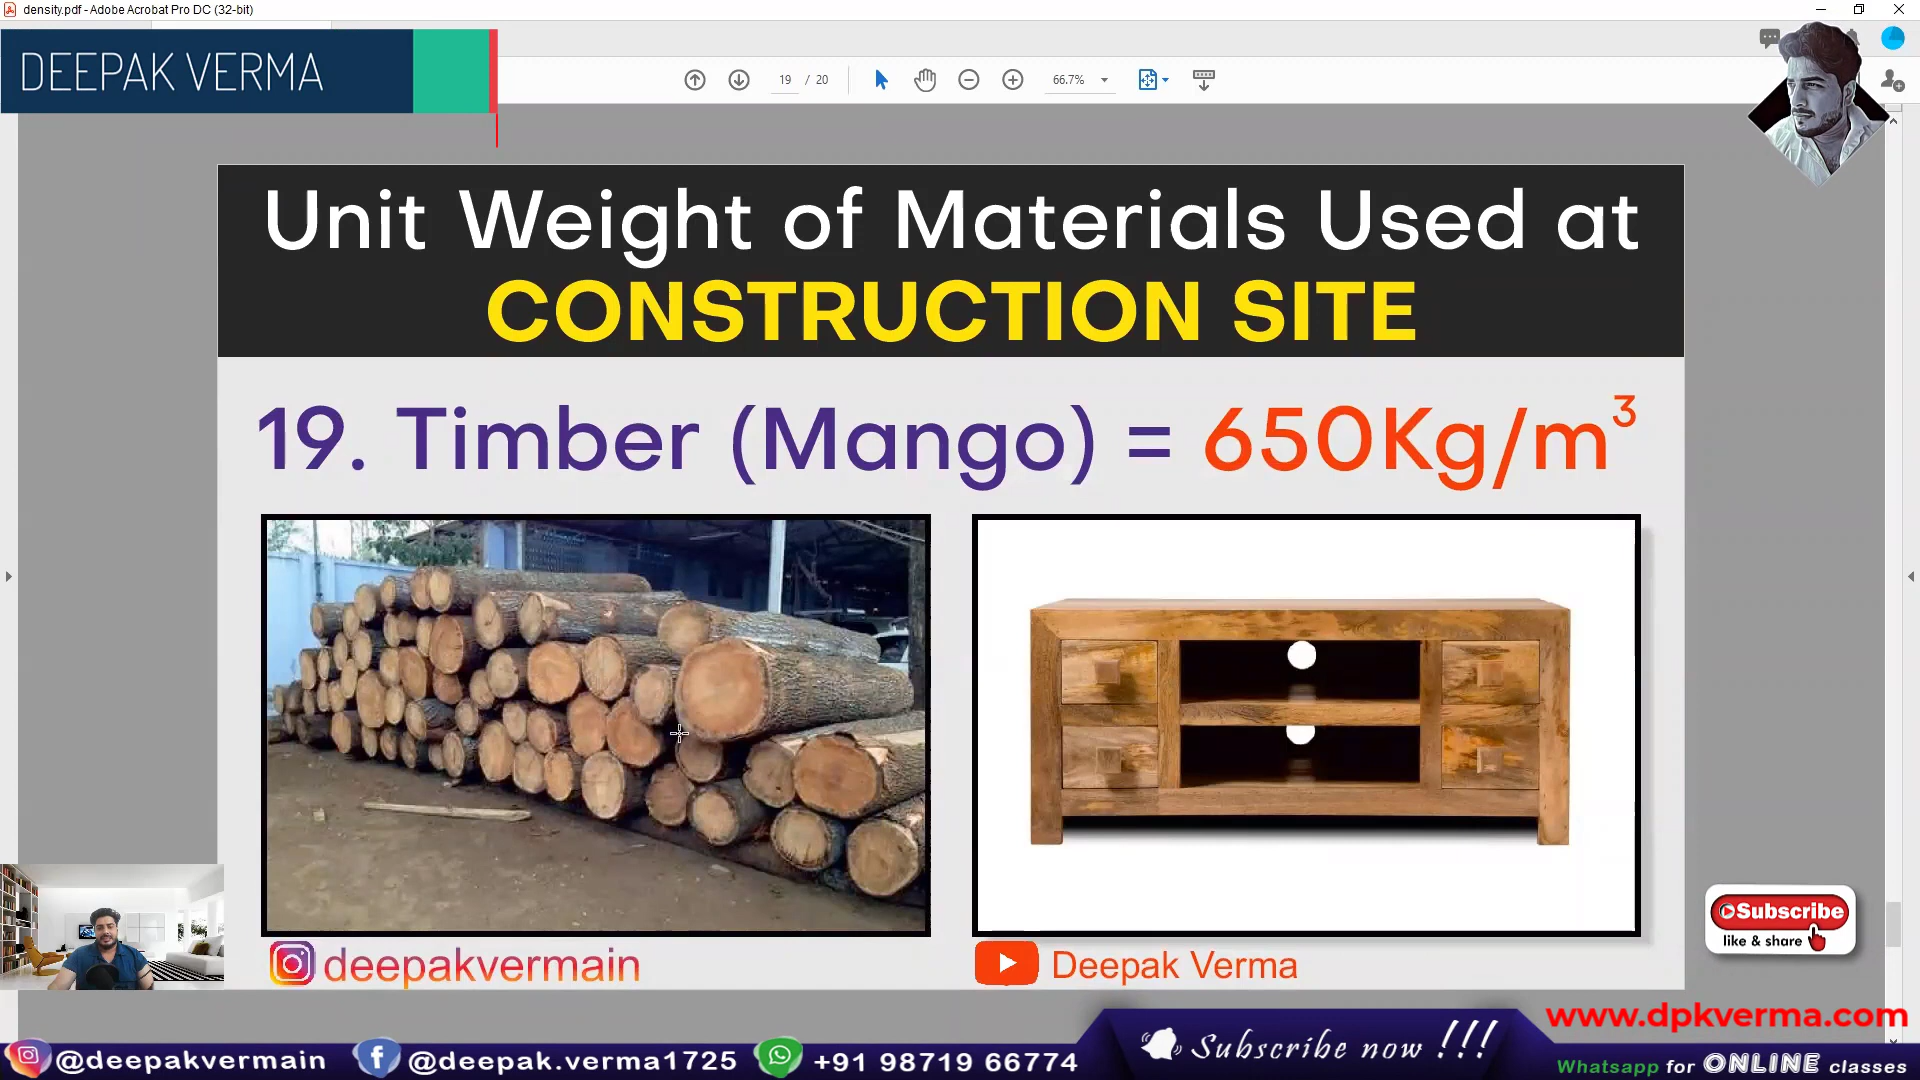 density.pdf - Adobe Acrobat Pro DC (32-bit)
DEEPAK VERMA
19 / 20
66.7%
Unit Weight of Materials Used at
CONSTRUCTION SITE
19. Timber (Mango) = 650Kg/m³
deepakvermain
Deepak Verma
Subscribe
like & share
www.dpkverma.com
@deepakvermain
@deepak.verma1725
+91 98719 66774
Subscribe now !!!
Whatsapp for ONLINE classes